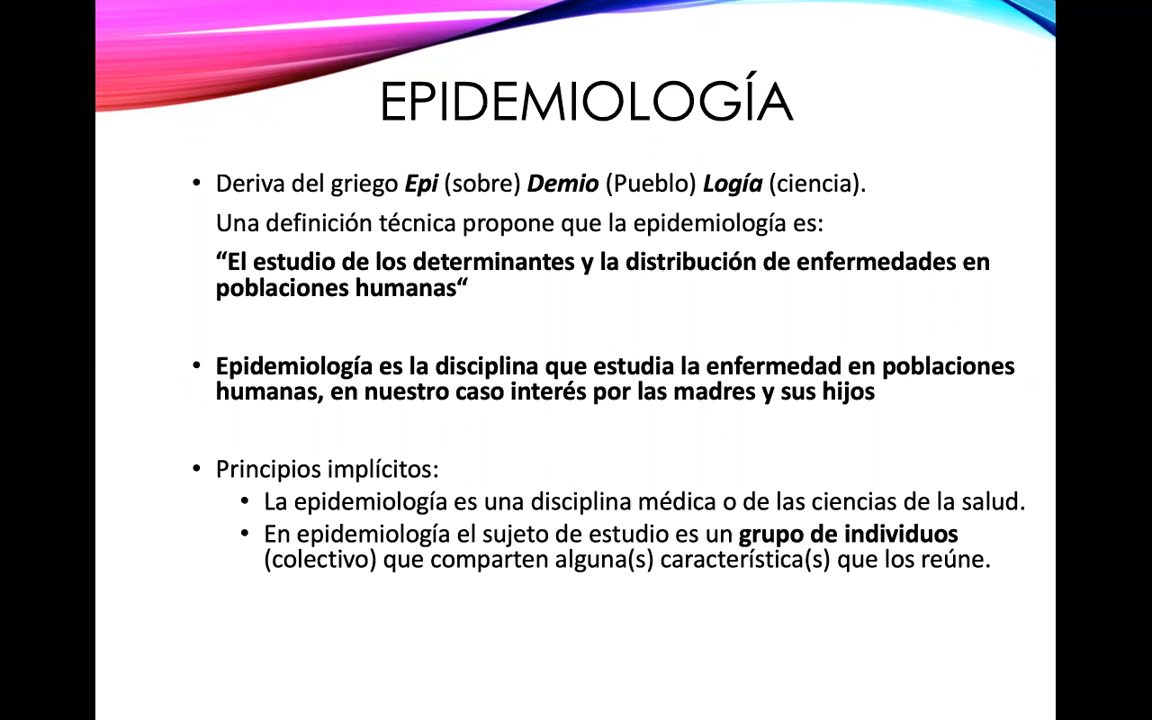 EPIDEMIOLOGÍA
• Deriva del griego Epi (sobre) Demio (Pueblo) Logía (ciencia).
Una definición técnica propone que la epidemiología es:
“El estudio de los determinantes y la distribución de enfermedades en
poblaciones humanas“
• Epidemiología es la disciplina que estudia la enfermedad en poblaciones
humanas, en nuestro caso interés por las madres y sus hijos
• Principios implícitos:
• La epidemiología es una disciplina médica o de las ciencias de la salud.
• En epidemiología el sujeto de estudio es un grupo de individuos
(colectivo) que comparten alguna(s) característica(s) que los reúne.